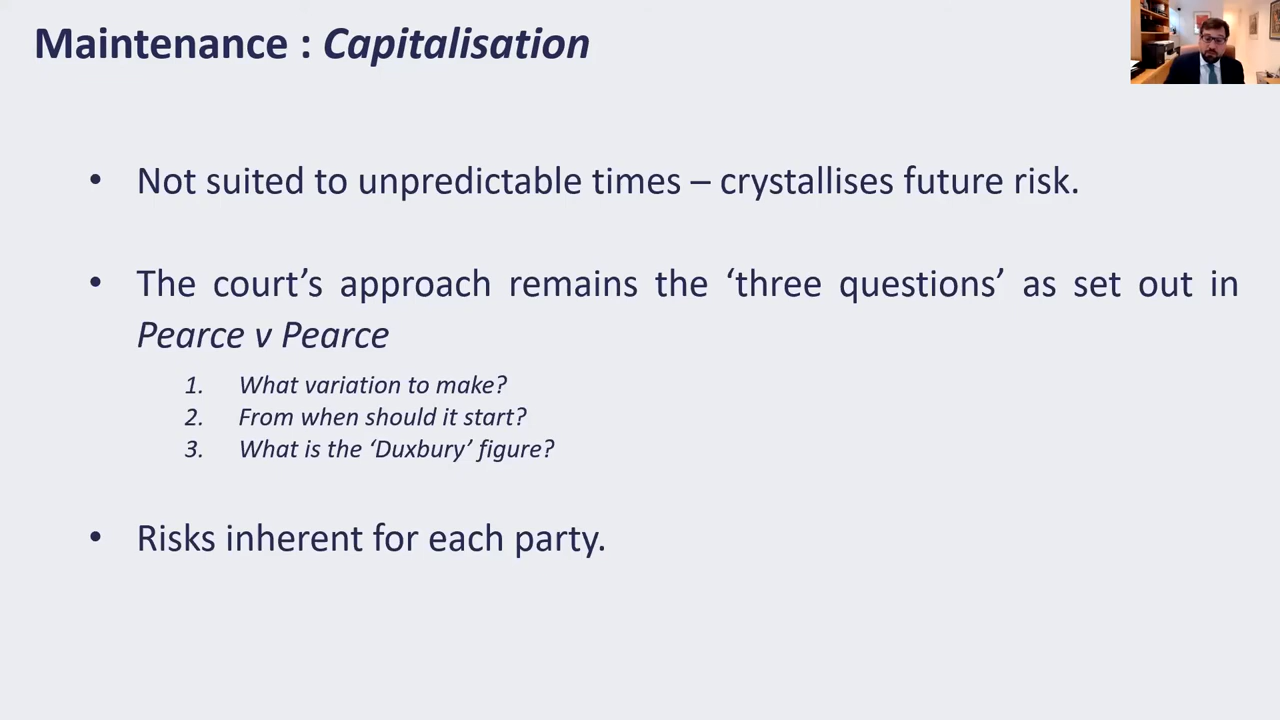 Maintenance : Capitalisation
• Not suited to unpredictable times – crystallises future risk.
• The court’s approach remains the ‘three questions’ as set out in
Pearce v Pearce
1. What variation to make?
2. From when should it start?
3. What is the ‘Duxbury’ figure?
• Risks inherent for each party.